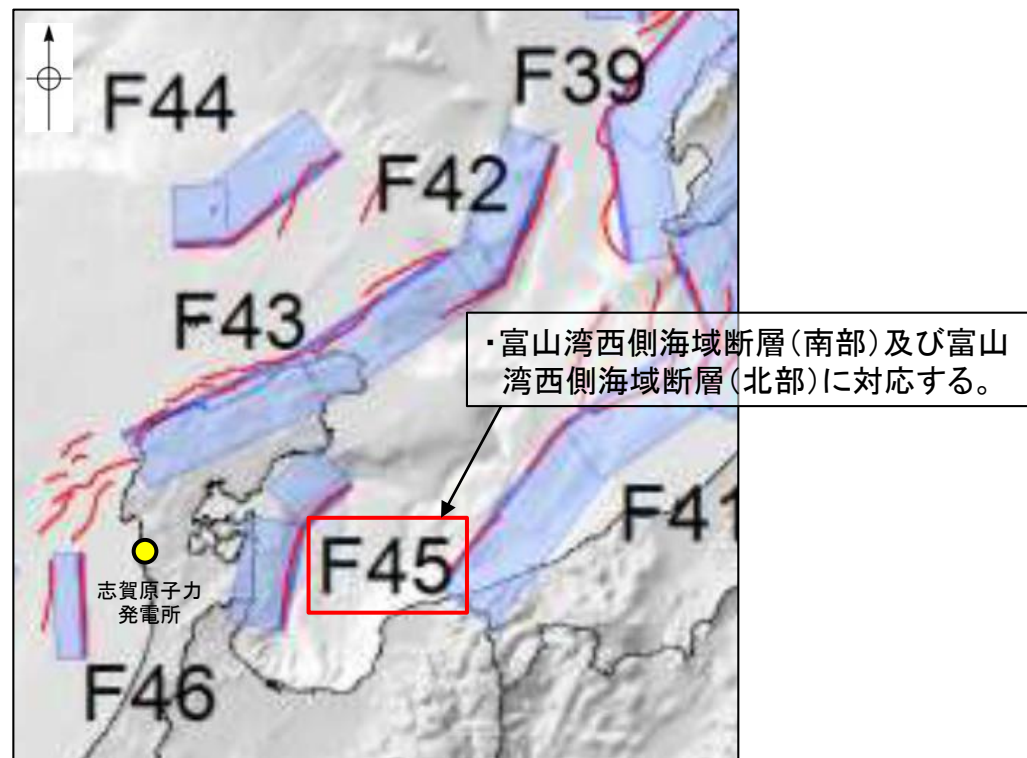 F39
F44
F42
F43
・富山湾西側海域断層（南部）及び富山
湾西側海域断層（北部）に対応する。
F41
F45
志賀原子力
発電所
F46